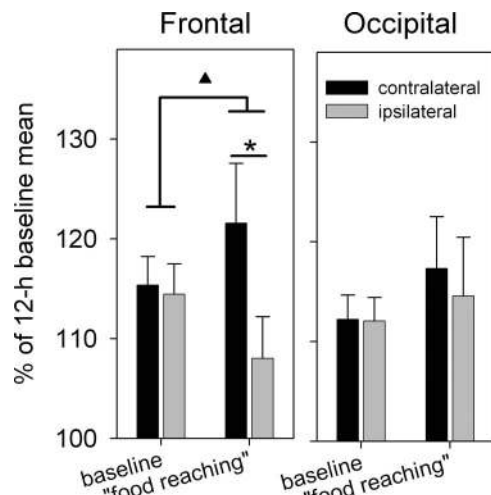 Frontal
Occipital
% of 12-h baseline mean
130
120
110
100
▲
*
contralateral
ipsilateral
baseline
"food reaching"
baseline
"food reaching"